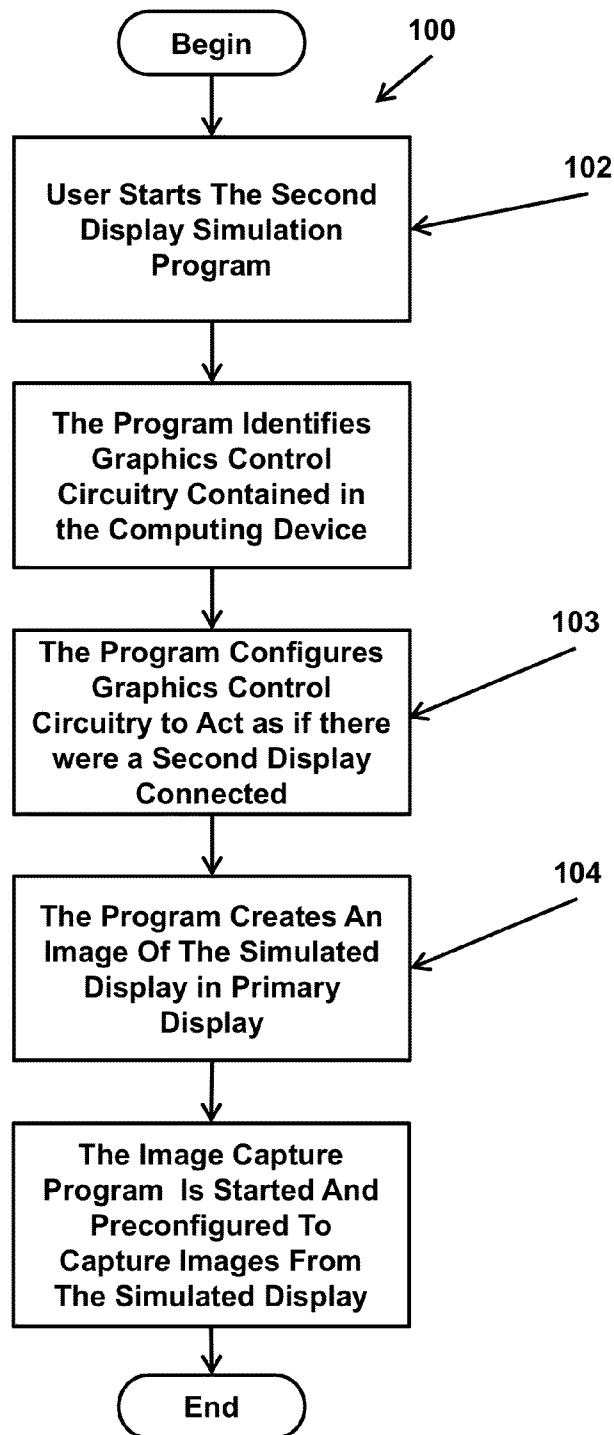 Begin
100
User Starts The Second
Display Simulation
Program
102
The Program Identifies
Graphics Control
Circuitry Contained in
the Computing Device
The Program Configures
Graphics Control
Circuitry to Act as if there
were a Second Display
Connected
103
The Program Creates An
Image Of The Simulated
Display in Primary
Display
104
The Image Capture
Program Is Started And
Preconfigured To
Capture Images From
The Simulated Display
End